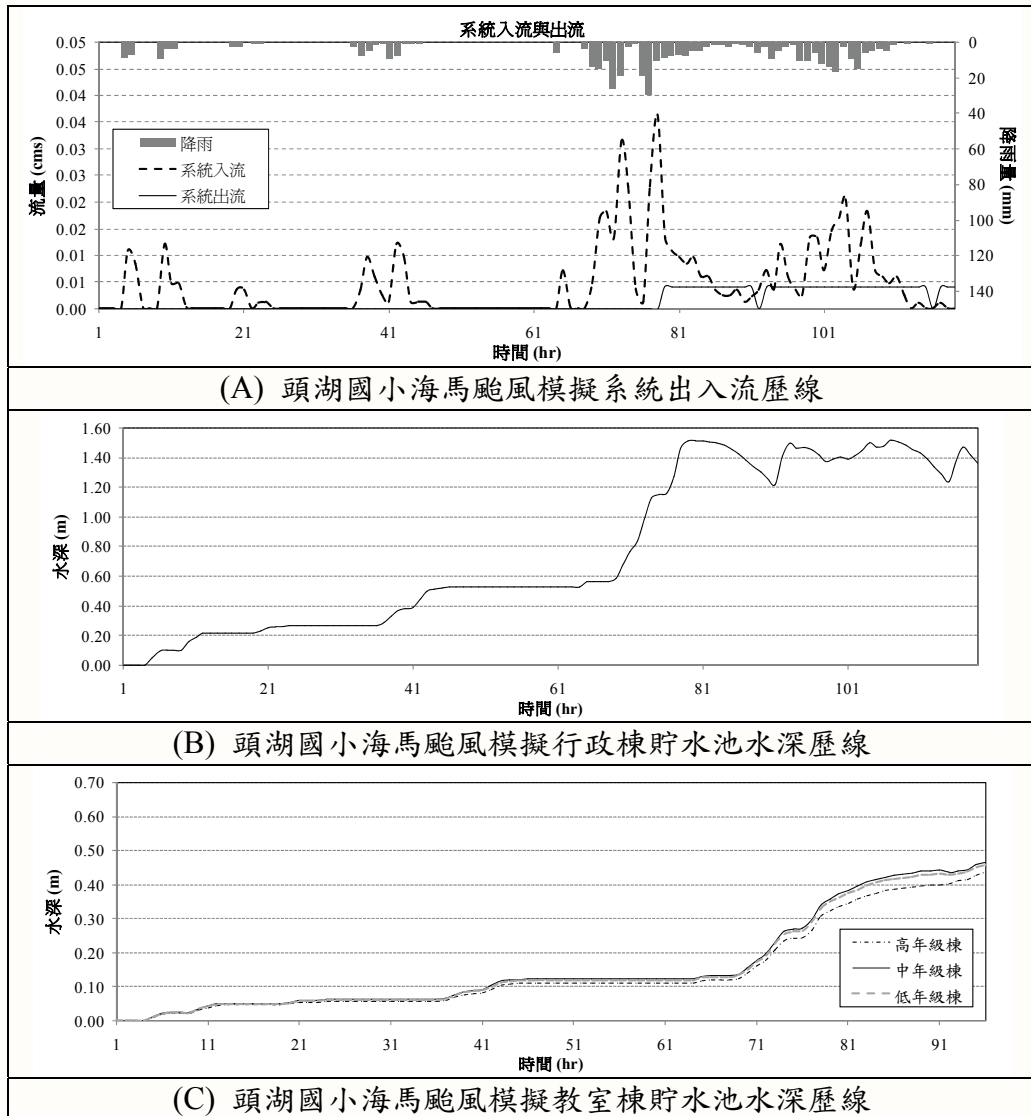 系統入流與出流
0.05
0.05
0.04
0.04
0.03
0.03
0.02
0.02
0.01
0.01
0.00
流量 (cms)
0
20
40
60
80
100
120
140
降雨量 (mm)
降雨
系統入流
系統出流
1 21 41 61 81 101
時間 (hr)
(A) 頭湖國小海馬颱風模擬系統出入流歷線
1.60
1.40
1.20
1.00
0.80
0.60
0.40
0.20
0.00
水深 (m)
1 21 41 61 81 101
時間 (hr)
(B) 頭湖國小海馬颱風模擬行政棟貯水池水深歷線
0.70
0.60
0.50
0.40
0.30
0.20
0.10
0.00
水深 (m)
高年級棟
中年級棟
低年級棟
1 11 21 31 41 51 61 71 81 91
時間 (hr)
(C) 頭湖國小海馬颱風模擬教室棟貯水池水深歷線